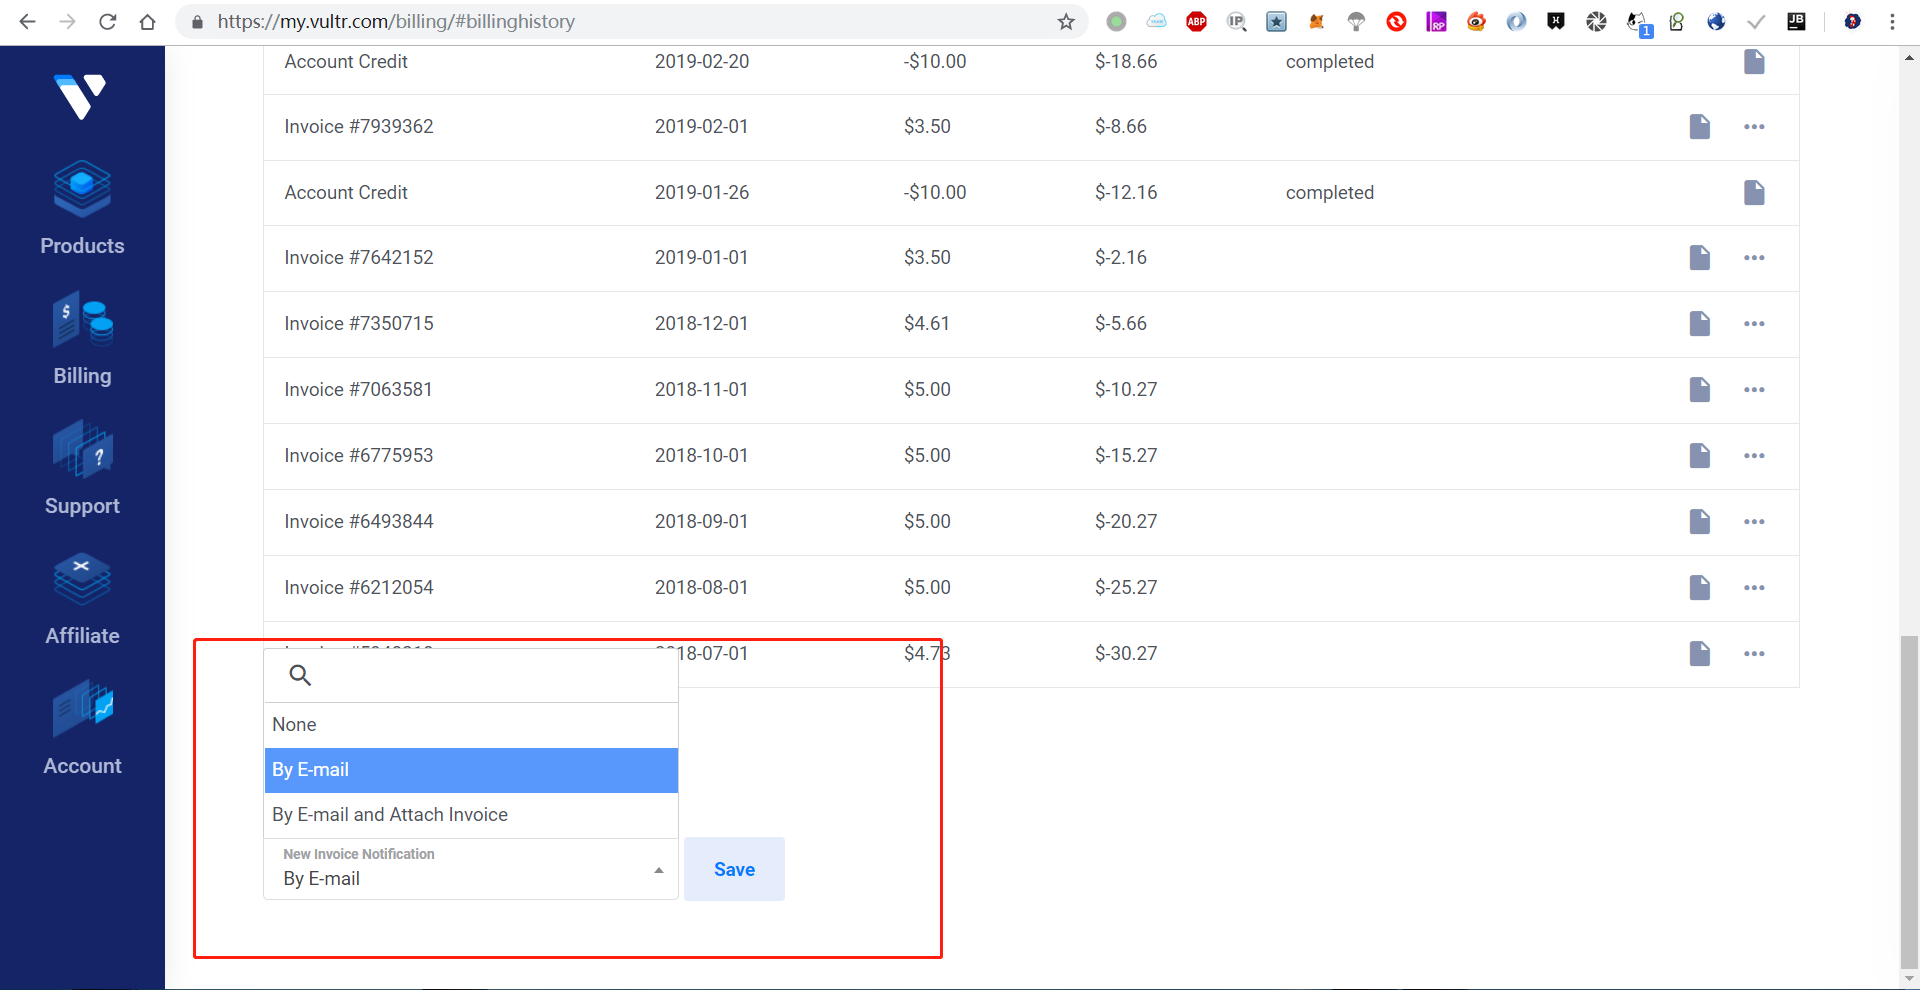 https://my.vultr.com/billing/#billinghistory
ABP
IP
RP
1
JB
Account Credit 2019-02-20 -$10.00 $-18.66 completed
Invoice #7939362 2019-02-01 $3.50 $-8.66
Account Credit 2019-01-26 -$10.00 $-12.16 completed
Invoice #7642152 2019-01-01 $3.50 $-2.16
Invoice #7350715 2018-12-01 $4.61 $-5.66
Invoice #7063581 2018-11-01 $5.00 $-10.27
Invoice #6775953 2018-10-01 $5.00 $-15.27
Invoice #6493844 2018-09-01 $5.00 $-20.27
Invoice #6212054 2018-08-01 $5.00 $-25.27
18-07-01 $4.73 $-30.27
Products
$
Billing
?
Support
Affiliate
Account
None
By E-mail
By E-mail and Attach Invoice
New Invoice Notification
By E-mail
Save